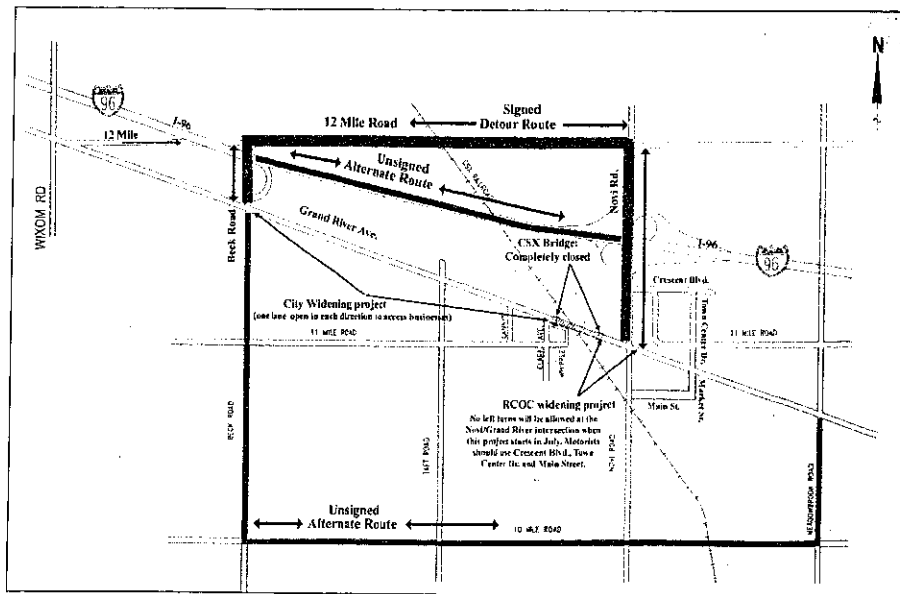 N
96
I-96
12 Mile
12 Mile Road
Signed
Detour Route
Unsigned
Alternate Route
CSX RAILROAD
Novi Rd.
WIXOM RD
Beck Road
Grand River Ave.
CSX Bridge:
Completely closed
I-96
96
Crescent Blvd.
City Widening project
(one lane open in each direction to access businesses)
11 MILE ROAD
11 MILE ROAD
Town Center Dr.
Market St.
Main St.
RCOC widening project
No left turns will be allowed at the
Novi/Grand River intersection when
this project starts in July. Motorists
should use Crescent Blvd., Town
Center Dr. and Main Street.
BECK ROAD
TAFT ROAD
NOVI ROAD
MEADOWBROOK ROAD
Unsigned
Alternate Route
10 MILE ROAD